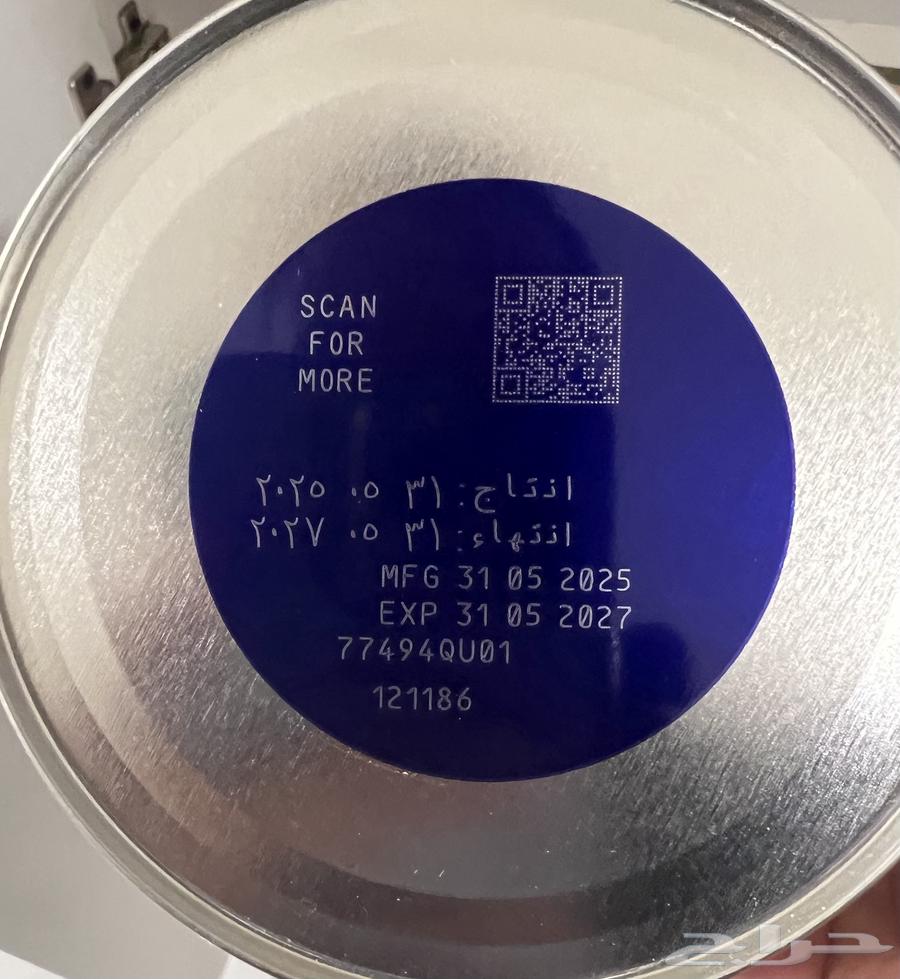 SCAN
FOR
MORE
انتاج: ٣١ ٠٥ ٢٠٢٥
انتهاء: ٣١ ٠٥ ٢٠٢٧
MFG 31 05 2025
EXP 31 05 2027
77494QU01
121186
حراج